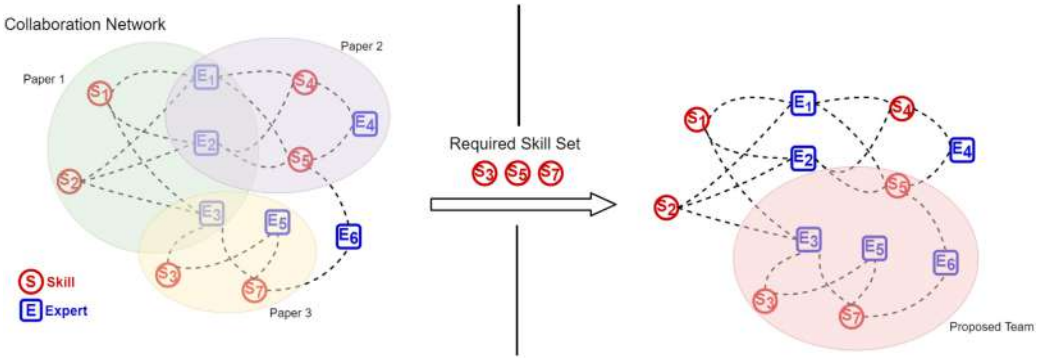 Collaboration Network
Paper 1
Paper 2
S1
E1
S4
E4
E2
S5
S2
E3
E5
E6
S3
S7
Paper 3
S Skill
E Expert
Required Skill Set
S3 S5 S7
S1
E1
S4
E2
E4
S5
S2
E3
E5
E6
S3
S7
Proposed Team